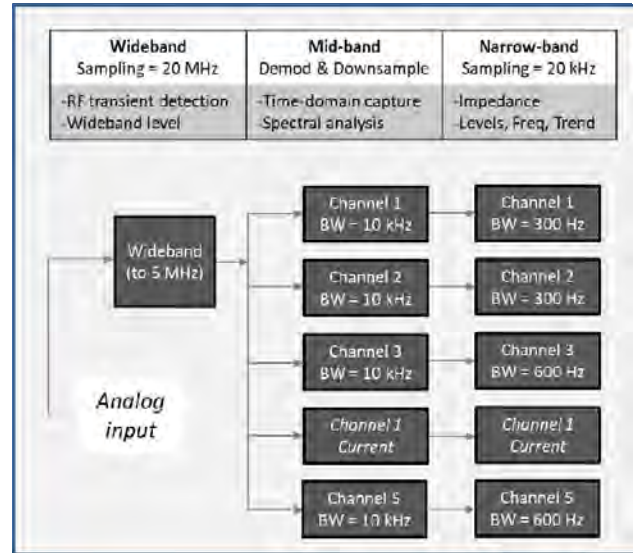 Wideband
Sampling = 20 MHz
Mid-band
Demod & Downsample
Narrow-band
Sampling = 20 kHz
-RF transient detection
-Wideband level
-Time-domain capture
-Spectral analysis
-Impedance
-Levels, Freq, Trend
Wideband
(to 5 MHz)
Channel 1
BW = 10 kHz
Channel 1
BW = 300 Hz
Channel 2
BW = 10 kHz
Channel 2
BW = 300 Hz
Channel 3
BW = 10 kHz
Channel 3
BW = 600 Hz
Analog
input
Channel 1
Current
Channel 1
Current
Channel 5
BW = 10 kHz
Channel 5
BW = 600 Hz